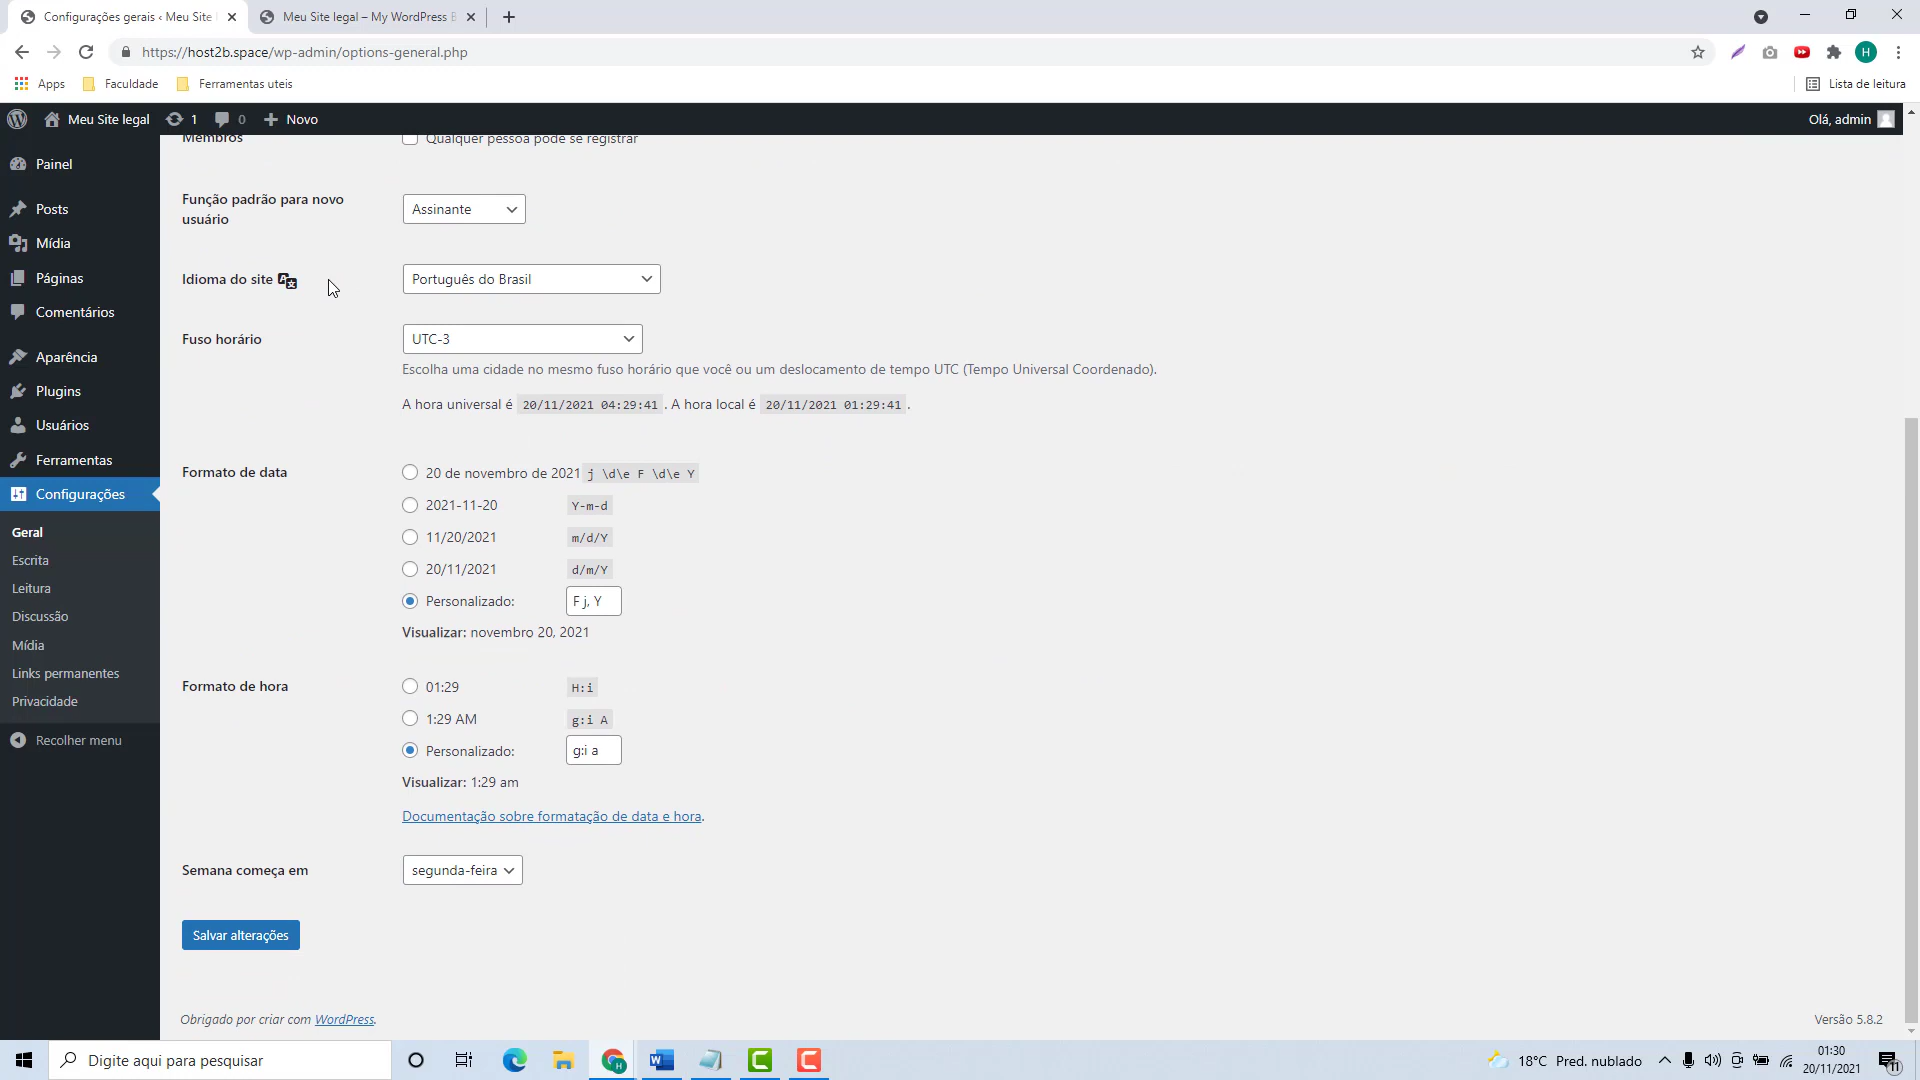 Configurações gerais ‹ Meu Site l
Meu Site legal – My WordPress B
https://host2b.space/wp-admin/options-general.php
H
Apps
Faculdade
Ferramentas uteis
Lista de leitura
Meu Site legal
1
0
Novo
Olá, admin
Painel
Posts
Mídia
Páginas
Comentários
Aparência
Plugins
Usuários
Ferramentas
Configurações
Geral
Escrita
Leitura
Discussão
Mídia
Links permanentes
Privacidade
Recolher menu
Membros
Qualquer pessoa pode se registrar
Função padrão para novo
usuário
Assinante
Idioma do site
Português do Brasil
Fuso horário
UTC-3
Escolha uma cidade no mesmo fuso horário que você ou um deslocamento de tempo UTC (Tempo Universal Coordenado).
A hora universal é 20/11/2021 04:29:41 . A hora local é 20/11/2021 01:29:41 .
Formato de data
20 de novembro de 2021 j \d\e F \d\e Y
2021-11-20 Y-m-d
11/20/2021 m/d/Y
20/11/2021 d/m/Y
Personalizado: F j, Y
Visualizar: novembro 20, 2021
Formato de hora
01:29 H:i
1:29 AM g:i A
Personalizado: g:i a
Visualizar: 1:29 am
Documentação sobre formatação de data e hora.
Semana começa em
segunda-feira
Salvar alterações
Obrigado por criar com WordPress.
Versão 5.8.2
Digite aqui para pesquisar
18°C Pred. nublado
01:30
20/11/2021
11